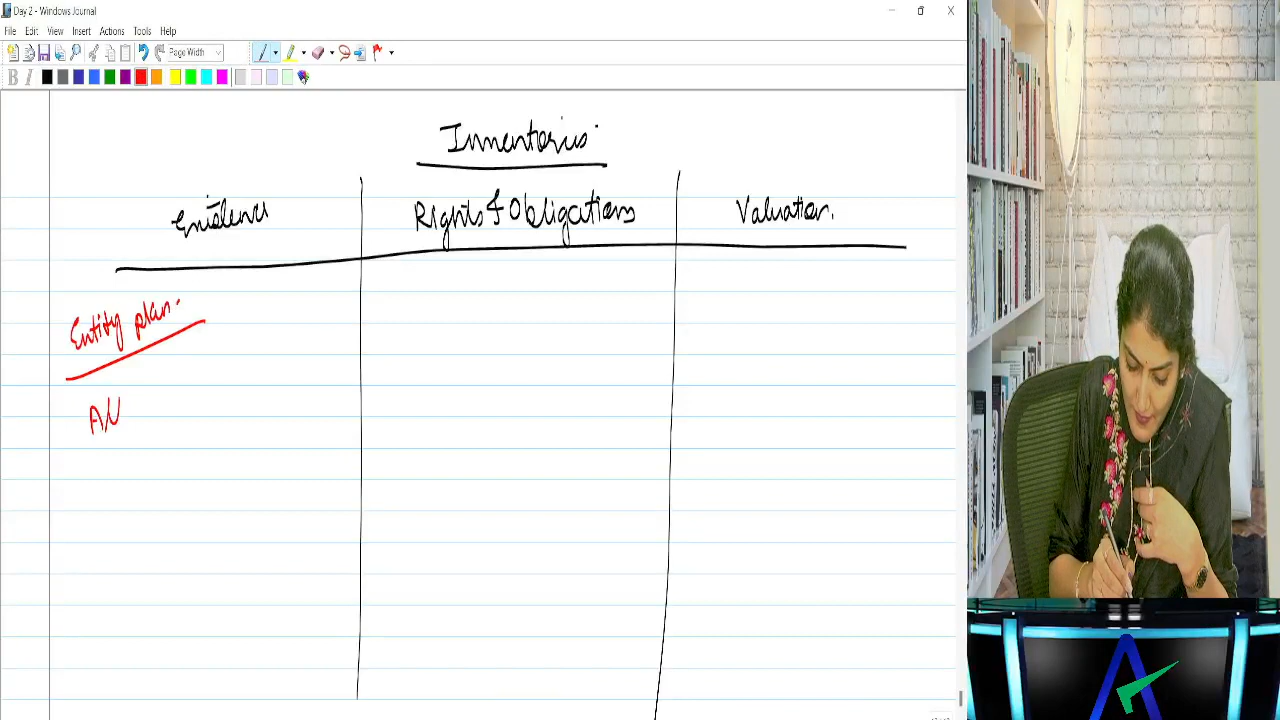 Day 2 - Windows Journal
File Edit View Insert Actions Tools Help
Page Width
B I
Inventories
Existence Rights & Obligations Valuation.
Entity plan
AU